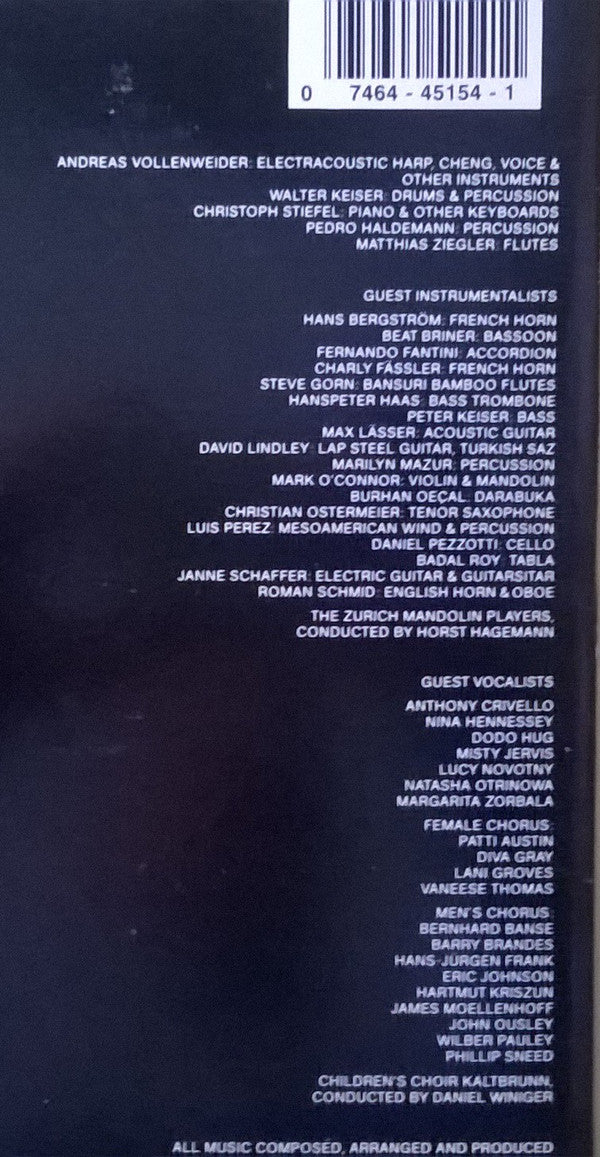 0 7464 - 45154 - 1
ANDREAS VOLLENWEIDER: ELECTRACOUSTIC HARP, CHENG, VOICE &
OTHER INSTRUMENTS
WALTER KEISER: DRUMS & PERCUSSION
CHRISTOPH STIEFEL: PIANO & OTHER KEYBOARDS
PEDRO HALDEMANN: PERCUSSION
MATTHIAS ZIEGLER: FLUTES
GUEST INSTRUMENTALISTS
HANS BERGSTRÖM: FRENCH HORN
BEAT BRINER: BASSOON
FERNANDO FANTINI: ACCORDION
CHARLY FÄSSLER: FRENCH HORN
STEVE GORN: BANSURI BAMBOO FLUTES
HANSPETER HAAS: BASS TROMBONE
PETER KEISER: BASS
MAX LÄSSER: ACOUSTIC GUITAR
DAVID LINDLEY: LAP STEEL GUITAR, TURKISH SAZ
MARILYN MAZUR: PERCUSSION
MARK O'CONNOR: VIOLIN & MANDOLIN
BURHAN OEÇAL: DARABUKA
CHRISTIAN OSTERMEIER: TENOR SAXOPHONE
LUIS PEREZ: MESOAMERICAN WIND & PERCUSSION
DANIEL PEZZOTTI: CELLO
BADAL ROY: TABLA
JANNE SCHAFFER: ELECTRIC GUITAR & GUITARSITAR
ROMAN SCHMID: ENGLISH HORN & OBOE
THE ZURICH MANDOLIN PLAYERS,
CONDUCTED BY HORST HAGEMANN
GUEST VOCALISTS
ANTHONY CRIVELLO
NINA HENNESSEY
DODO HUG
MISTY JERVIS
LUCY NOVOTNY
NATASHA OTRINOWA
MARGARITA ZORBALA
FEMALE CHORUS:
PATTI AUSTIN
DIVA GRAY
LANI GROVES
VANEESE THOMAS
MEN'S CHORUS:
BERNHARD BANSE
BARRY BRANDES
HANS-JÜRGEN FRANK
ERIC JOHNSON
HARTMUT KRISZUN
JAMES MOELLENHOFF
JOHN OUSLEY
WILBER PAULEY
PHILLIP SNEED
CHILDREN'S CHOIR KALTBRUNN,
CONDUCTED BY DANIEL WINIGER
ALL MUSIC COMPOSED, ARRANGED AND PRODUCED